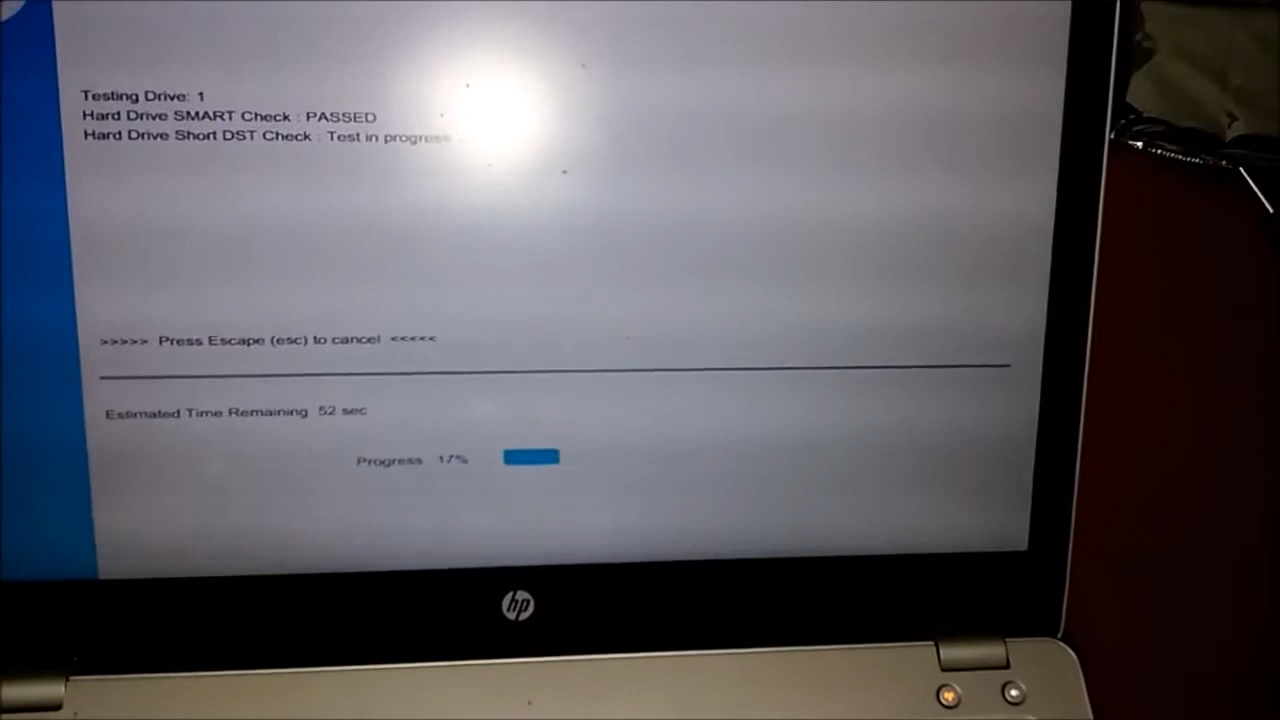 Testing Drive: 1
Hard Drive SMART Check : PASSED
Hard Drive Short DST Check : Test in progress
>>>>> Press Escape (esc) to cancel <<<<<
Estimated Time Remaining 52 sec
Progress 17%
hp